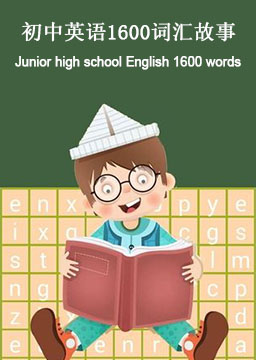 初中英语1600词汇故事
Junior high school English 1600 words
e n x p y e
i x c g s
s t l m
n g p c
z e e n r a o e